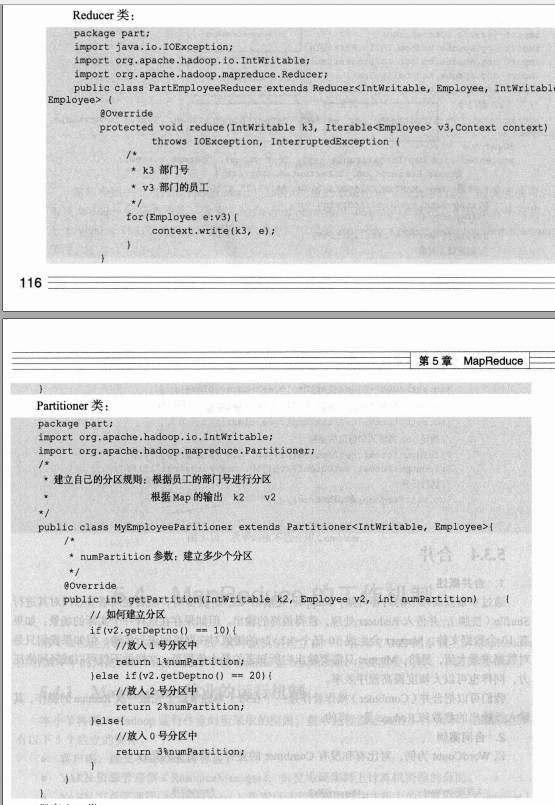 Reducer 类：
package part;
import java.io.IOException;
import org.apache.hadoop.io.IntWritable;
import org.apache.hadoop.mapreduce.Reducer;
public class PartEmployeeReducer extends Reducer<IntWritable, Employee, IntWritable
Employee> {
@Override
protected void reduce(IntWritable k3, Iterable<Employee> v3,Context context)
throws IOException, InterruptedException {
/*
* k3 部门号
* v3 部门的员工
*/
for(Employee e:v3){
context.write(k3, e);
}
}
116
第 5 章 MapReduce
}
Partitioner 类：
package part;
import org.apache.hadoop.io.IntWritable;
import org.apache.hadoop.mapreduce.Partitioner;
/*
* 建立自己的分区规则：根据员工的部门号进行分区
* 根据 Map 的输出 k2 v2
*/
public class MyEmployeeParitioner extends Partitioner<IntWritable, Employee>{
/*
* numPartition 参数：建立多少个分区
*/
@Override
public int getPartition(IntWritable k2, Employee v2, int numPartition) {
// 如何建立分区
if(v2.getDeptno() == 10){
//放入 1 号分区中
return 1%numPartition;
}else if(v2.getDeptno() == 20){
//放入 2 号分区中
return 2%numPartition;
}else{
//放入 0 号分区中
return 3%numPartition;
}
}
}